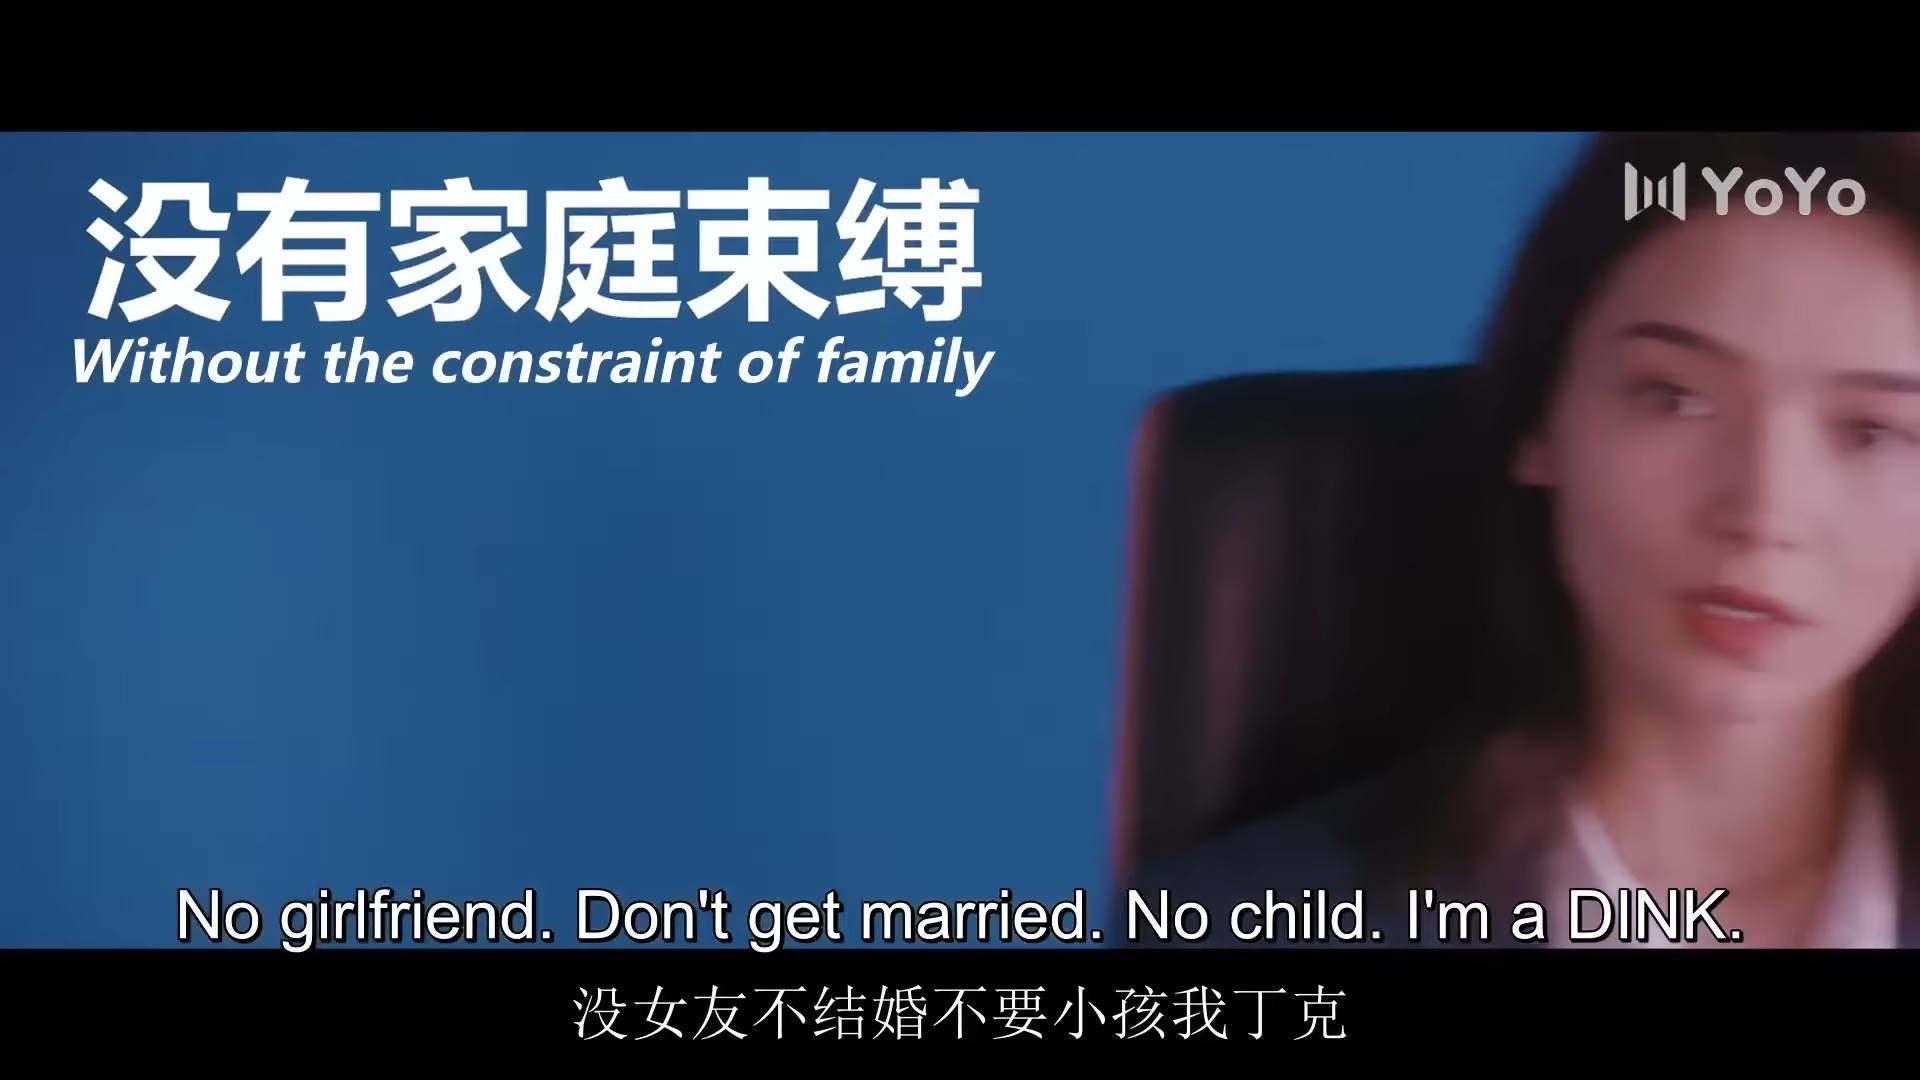 YoYo
没有家庭束缚
Without the constraint of family
No girlfriend. Don't get married. No child. I'm a DINK.
没女友不结婚不要小孩我丁克